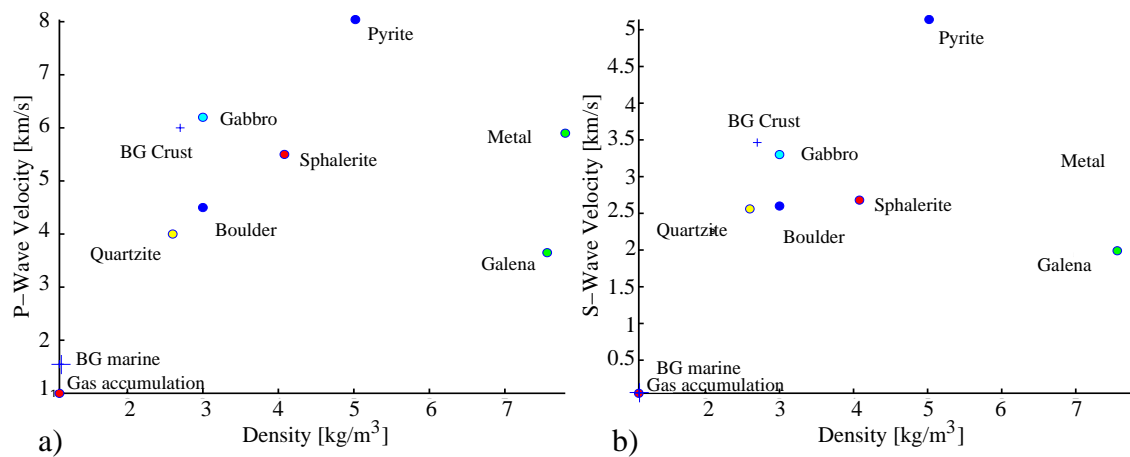 8
7
6
5
4
3
2
1
P-Wave Velocity [km/s]
Pyrite
Gabbro
BG Crust
Sphalerite
Metal
Boulder
Quartzite
Galena
BG marine
Gas accumulation
2 3 4 5 6 7
Density [kg/m³]
a)
5
4.5
4
3.5
3
2.5
2
1.5
1
0.5
S-Wave Velocity [km/s]
Pyrite
BG Crust
Gabbro
Metal
Sphalerite
Quartzite
Boulder
Galena
BG marine
Gas accumulation
2 3 4 5 6 7
Density [kg/m³]
b)